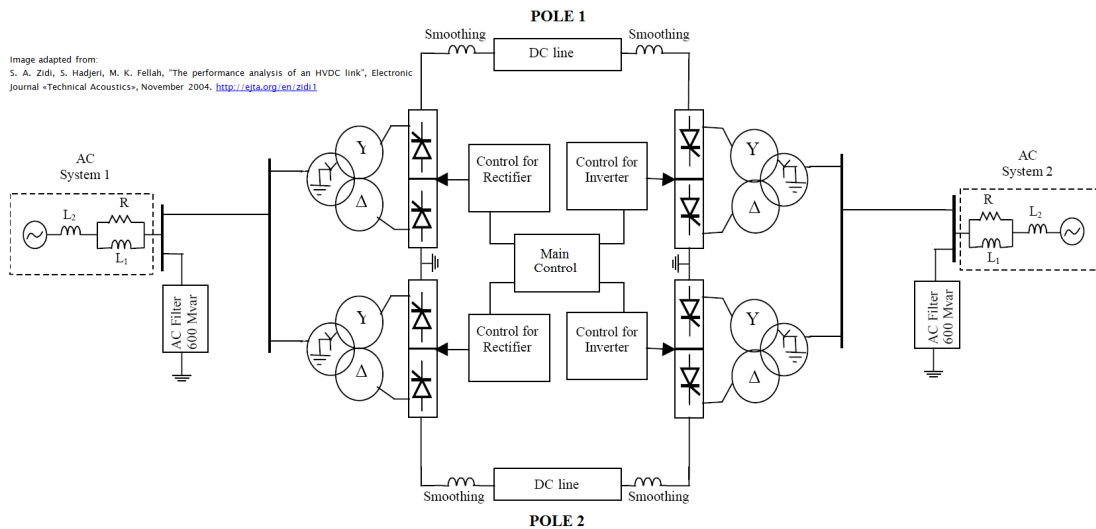 POLE 1
Smoothing
DC line
Smoothing
Image adapted from:
S. A. Zidi, S. Hadjeri, M. K. Fellah, "The performance analysis of an HVDC link", Electronic
Journal «Technical Acoustics», November 2004. http://ejta.org/en/zidi1
AC
System 1
L2
R
L1
AC Filter
600 Mvar
Y
Δ
Y
Δ
Control for
Rectifier
Control for
Inverter
Main
Control
Control for
Rectifier
Control for
Inverter
Y
Δ
Y
Δ
AC
System 2
R
L2
L1
AC Filter
600 Mvar
Smoothing
DC line
Smoothing
POLE 2